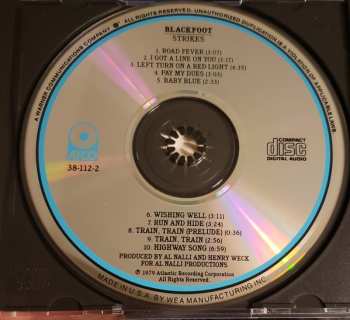 A WARNER COMMUNICATIONS COMPANY ALL RIGHTS RESERVED. UNAUTHORIZED DUPLICATION IS A VIOLATION OF APPLICABLE LAWS.
BLACKFOOT
STRIKES
1. ROAD FEVER (3:07)
2. I GOT A LINE ON YOU (3:17)
3. LEFT TURN ON A RED LIGHT (4:35)
4. PAY MY DUES (3:03)
5. BABY BLUE (2:33)
ATCO
38-112-2
COMPACT
disc
DIGITAL AUDIO
6. WISHING WELL (3:11)
7. RUN AND HIDE (3:24)
8. TRAIN, TRAIN (PRELUDE) (0:36)
9. TRAIN, TRAIN (2:56)
10. HIGHWAY SONG (6:59)
PRODUCED BY AL NALLI AND HENRY WECK
FOR AL NALLI PRODUCTIONS
℗ 1979 Atlantic Recording Corporation
All Rights Reserved.
MADE IN U.S.A. BY WEA MANUFACTURING INC.